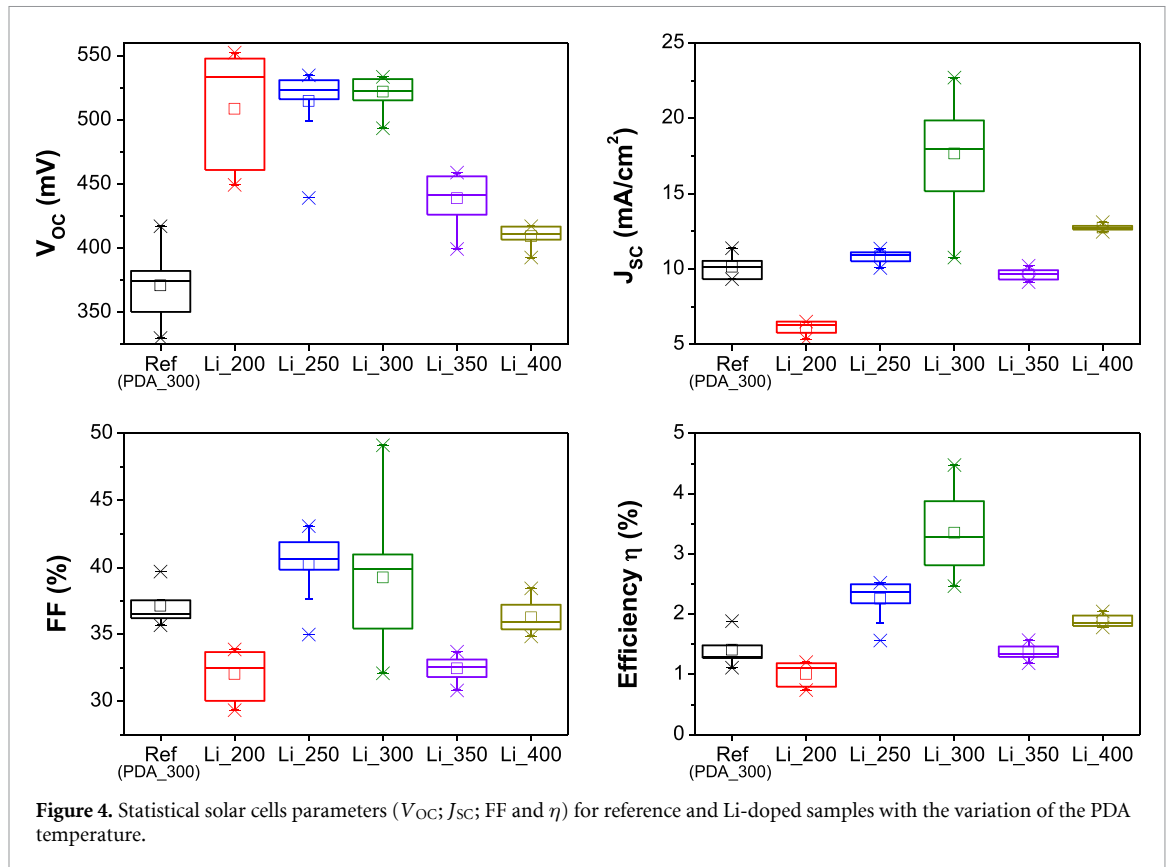 550
500
450
400
350
V_OC (mV)
Ref
(PDA_300)
Li_200
Li_250
Li_300
Li_350
Li_400
25
20
15
10
5
J_SC (mA/cm²)
Ref
(PDA_300)
Li_200
Li_250
Li_300
Li_350
Li_400
50
45
40
35
30
FF (%)
Ref
(PDA_300)
Li_200
Li_250
Li_300
Li_350
Li_400
5
4
3
2
1
0
Efficiency η (%)
Ref
(PDA_300)
Li_200
Li_250
Li_300
Li_350
Li_400
Figure 4. Statistical solar cells parameters (V_OC; J_SC; FF and η) for reference and Li-doped samples with the variation of the PDA
temperature.